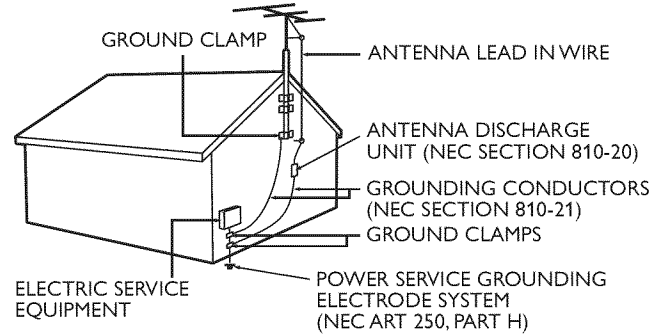 GROUND CLAMP
ANTENNA LEAD IN WIRE
ANTENNA DISCHARGE
UNIT (NEC SECTION 810-20)
GROUNDING CONDUCTORS
(NEC SECTION 810-21)
GROUND CLAMPS
ELECTRIC SERVICE
EQUIPMENT
POWER SERVICE GROUNDING
ELECTRODE SYSTEM
(NEC ART 250, PART H)